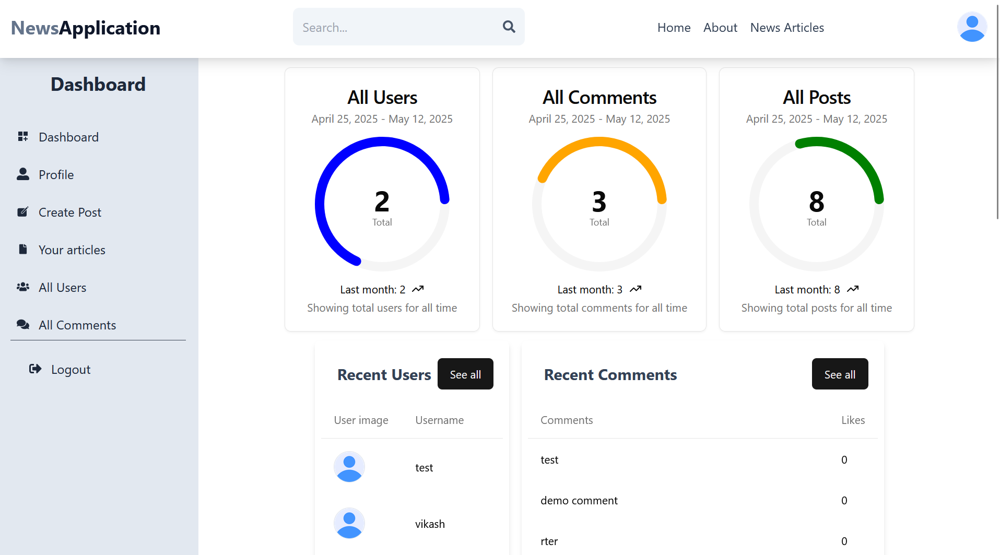 NewsApplication
Search...
Home About News Articles
Dashboard
Dashboard
Profile
Create Post
Your articles
All Users
All Comments
Logout
All Users
April 25, 2025 - May 12, 2025
2
Total
Last month: 2
Showing total users for all time
All Comments
April 25, 2025 - May 12, 2025
3
Total
Last month: 3
Showing total comments for all time
All Posts
April 25, 2025 - May 12, 2025
8
Total
Last month: 8
Showing total posts for all time
Recent Users See all
User image Username
test
vikash
Recent Comments See all
Comments Likes
test 0
demo comment 0
rter 0